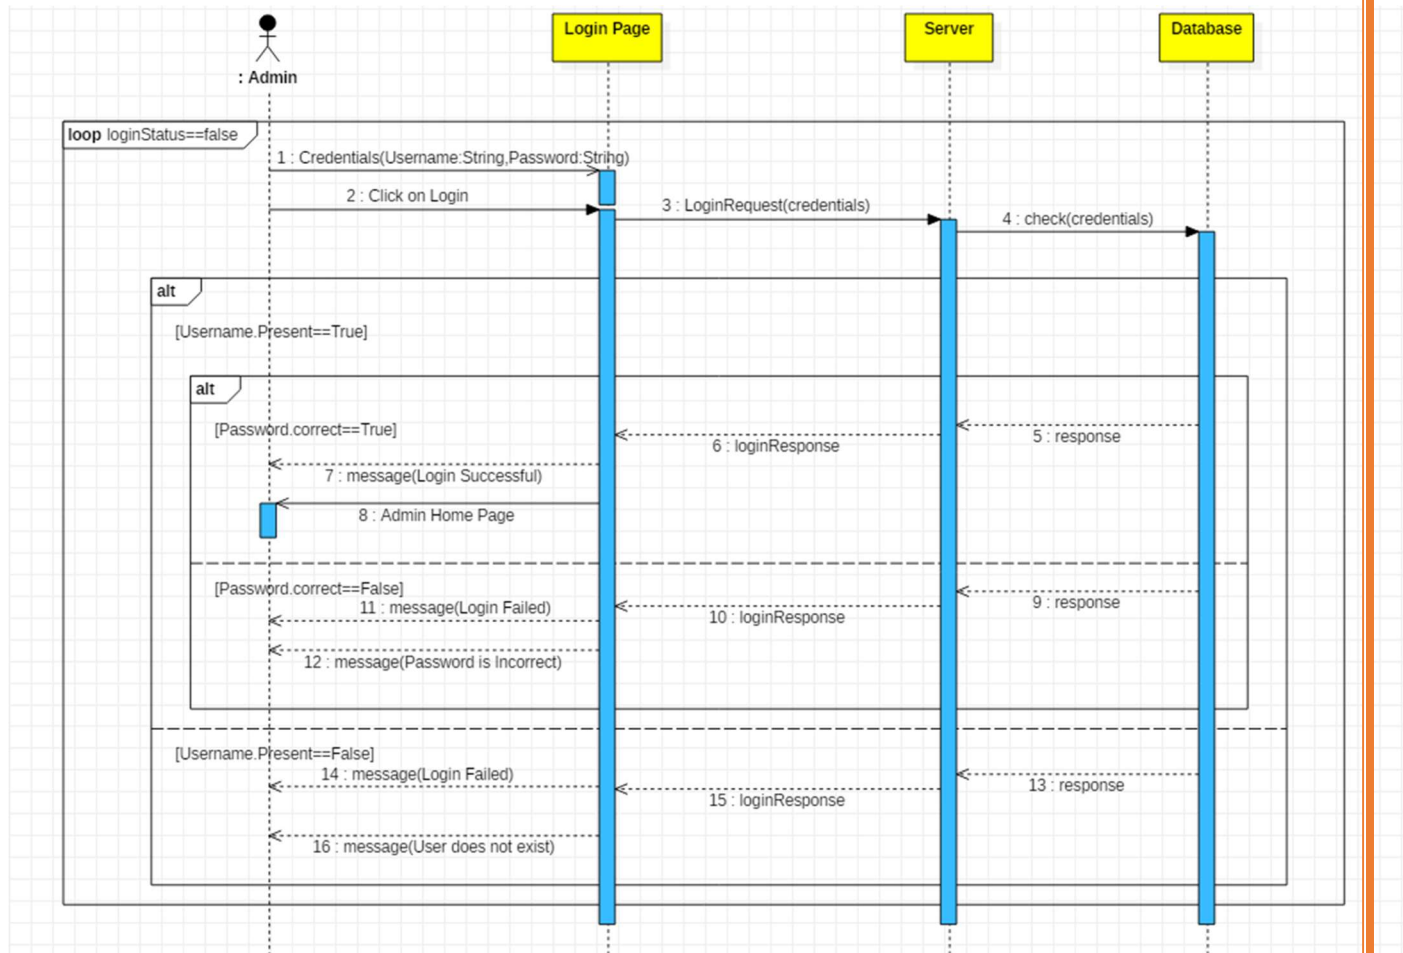 Login Page
Server
Database
: Admin
loop loginStatus==false
1 : Credentials(Username:String,Password:String)
2 : Click on Login
3 : LoginRequest(credentials)
4 : check(credentials)
alt
[Username.Present==True]
alt
[Password.correct==True]
5 : response
6 : loginResponse
7 : message(Login Successful)
8 : Admin Home Page
[Password.correct==False]
9 : response
11 : message(Login Failed)
10 : loginResponse
12 : message(Password is Incorrect)
[Username.Present==False]
14 : message(Login Failed)
13 : response
15 : loginResponse
16 : message(User does not exist)